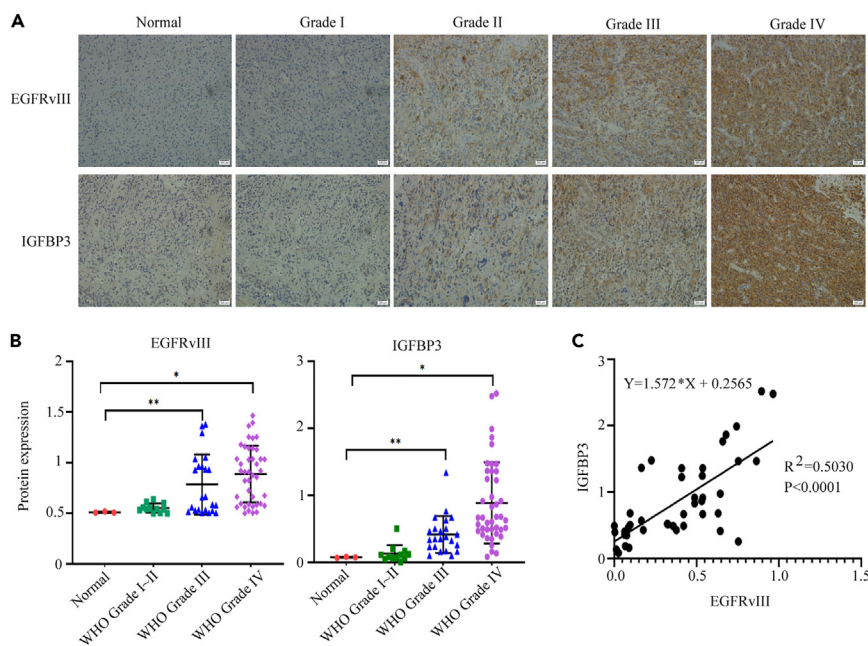 A
Normal Grade I Grade II Grade III Grade IV
EGFRvIII
IGFBP3
B
EGFRvIII
Protein expression
2
1.5
1
0.5
0
*
**
Normal
WHO Grade I~II
WHO Grade III
WHO Grade IV
IGFBP3
3
2
1
0
*
**
Normal
WHO Grade I~II
WHO Grade III
WHO Grade IV
C
IGFBP3
3
2
1
0
Y=1.572*X + 0.2565
R²=0.5030
P<0.0001
0.0 0.5 1.0 1.5
EGFRvIII